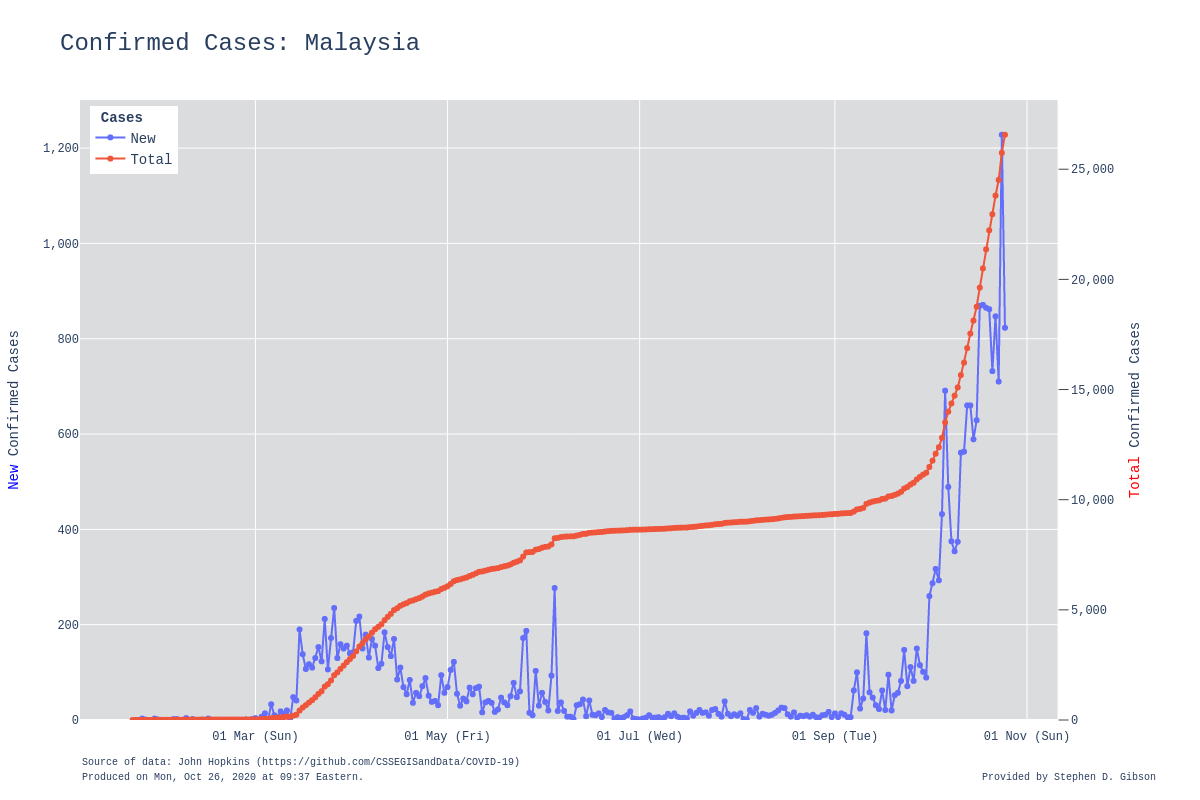 Confirmed Cases: Malaysia
Cases
New
Total
1,200
1,000
800
600
400
200
0
25,000
20,000
15,000
10,000
5,000
0
New Confirmed Cases
Total Confirmed Cases
01 Mar (Sun)
01 May (Fri)
01 Jul (Wed)
01 Sep (Tue)
01 Nov (Sun)
Source of data: John Hopkins (https://github.com/CSSEGISandData/COVID-19)
Produced on Mon, Oct 26, 2020 at 09:37 Eastern.
Provided by Stephen D. Gibson